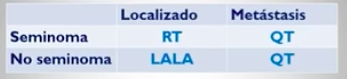 Localizado Metástasis
Seminoma RT QT
No seminoma LALA QT